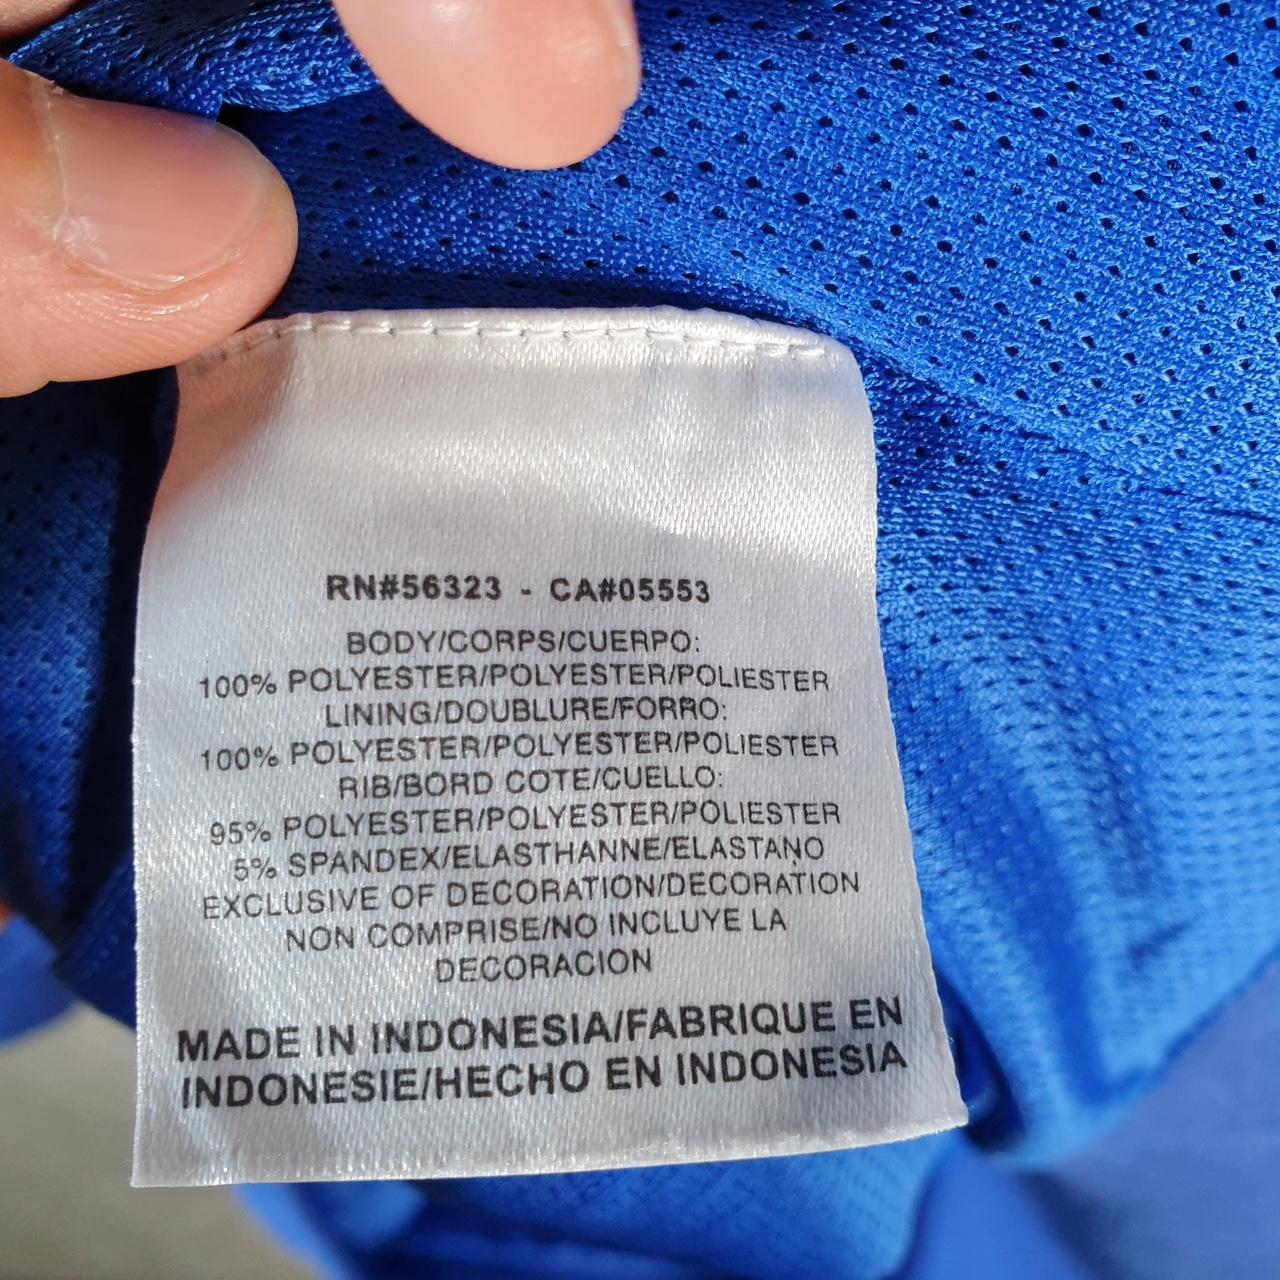 RN#56323 - CA#05553
BODY/CORPS/CUERPO:
100% POLYESTER/POLYESTER/POLIESTER
LINING/DOUBLURE/FORRO:
100% POLYESTER/POLYESTER/POLIESTER
RIB/BORD COTE/CUELLO:
95% POLYESTER/POLYESTER/POLIESTER
5% SPANDEX/ELASTHANNE/ELASTAŅO
EXCLUSIVE OF DECORATION/DECORATION
NON COMPRISE/NO INCLUYE LA
DECORACION
MADE IN INDONESIA/FABRIQUE EN
INDONESIE/HECHO EN INDONESIA